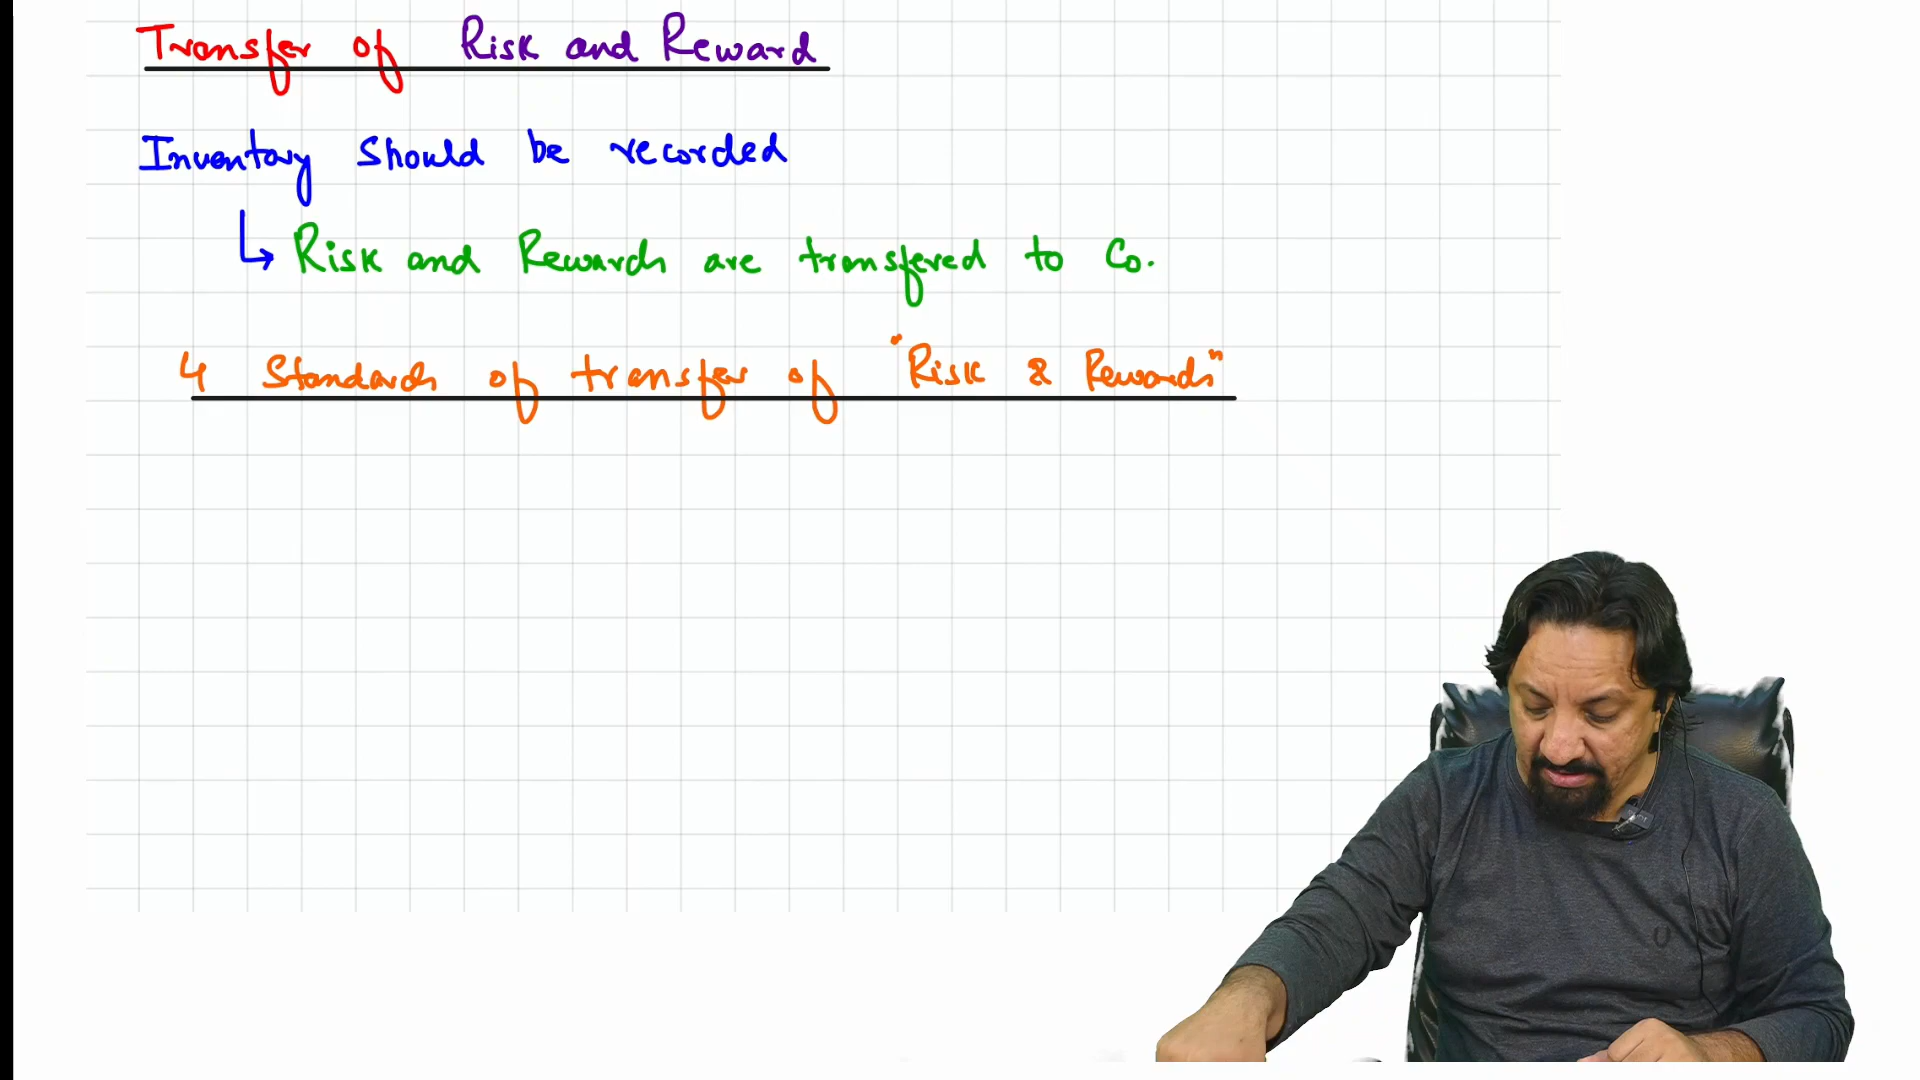 Transfer of Risk and Reward
Inventory should be recorded
↳ Risk and Rewards are transfered to Co.
4 Standards of transfer of "Risk & Rewards"